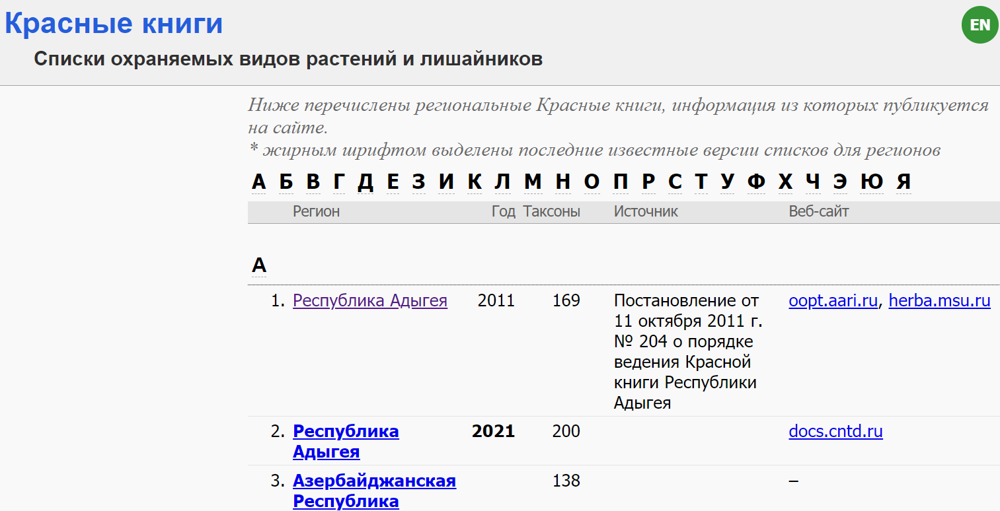 Красные книги
EN
Списки охраняемых видов растений и лишайников
Ниже перечислены региональные Красные книги, информация из которых публикуется
на сайте.
* жирным шрифтом выделены последние известные версии списков для регионов
А Б В Г Д Е З И К Л М Н О П Р С Т У Ф Х Ч Э Ю Я
Регион Год Таксоны Источник Веб-сайт
А
1. Республика Адыгея 2011 169 Постановление от oopt.aari.ru, herba.msu.ru
11 октября 2011 г.
№ 204 о порядке
ведения Красной
книги Республики
Адыгея
2. Республика 2021 200 docs.cntd.ru
Адыгея
3. Азербайджанская 138 –
Республика